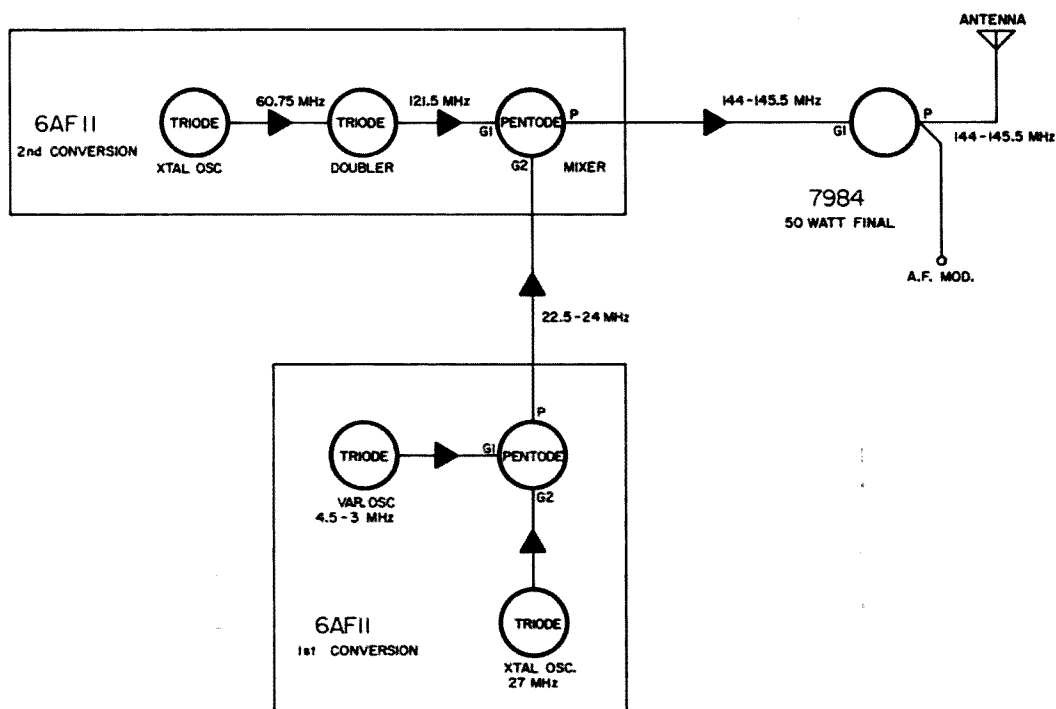 ANTENNA
60.75 MHz
121.5 MHz
144-145.5 MHz
6AF11
2nd CONVERSION
TRIODE
TRIODE
G1
PENTODE
P
G1
P
144-145.5 MHz
XTAL OSC
DOUBLER
G2
MIXER
7984
50 WATT FINAL
A.F. MOD.
22.5-24 MHz
P
TRIODE
G1
PENTODE
VAR. OSC
4.5-3 MHz
G2
6AF11
1st CONVERSION
TRIODE
XTAL OSC.
27 MHz